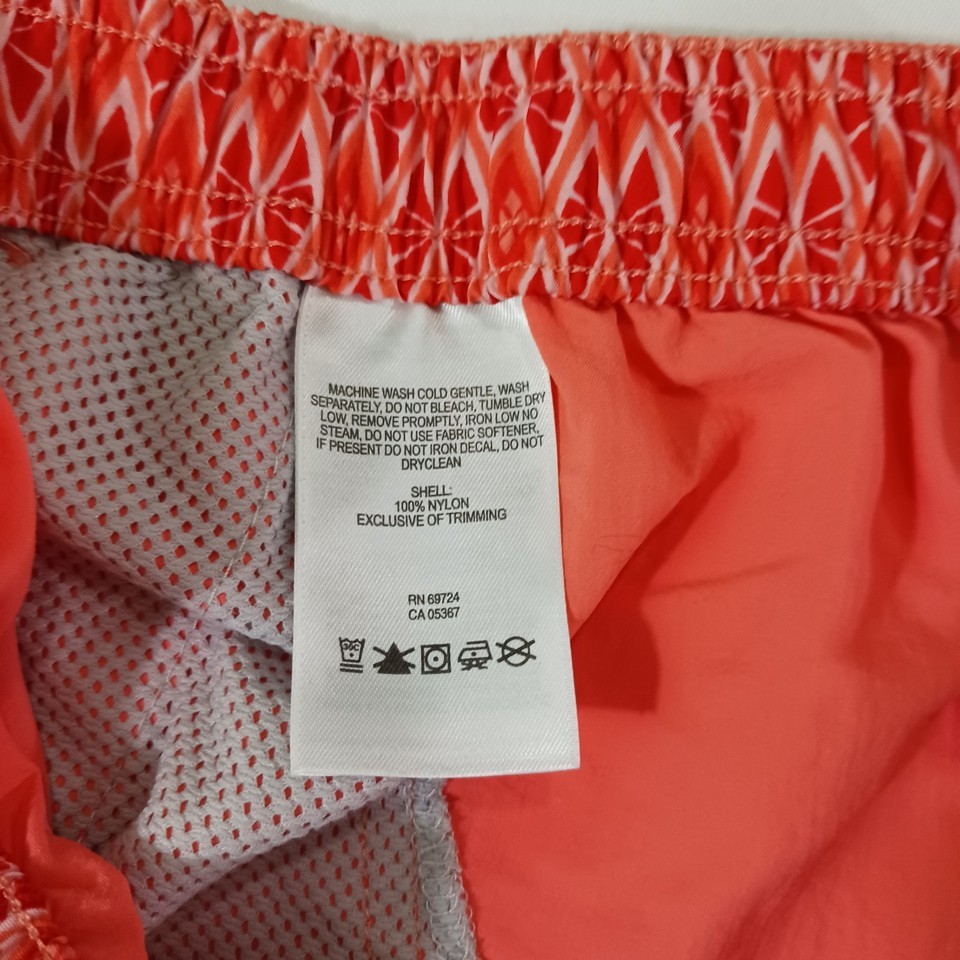 MACHINE WASH COLD GENTLE, WASH
SEPARATELY, DO NOT BLEACH, TUMBLE DRY
LOW, REMOVE PROMPTLY, IRON LOW NO
STEAM, DO NOT USE FABRIC SOFTENER,
IF PRESENT DO NOT IRON DECAL, DO NOT
DRYCLEAN
SHELL:
100% NYLON
EXCLUSIVE OF TRIMMING
RN 69724
CA 05367
30C